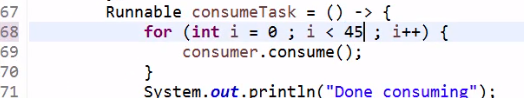 67 Runnable consumeTask = () -> {
68 for (int i = 0 ; i < 45 ; i++) {
69 consumer.consume();
70 }
71 System.out.println("Done consuming");